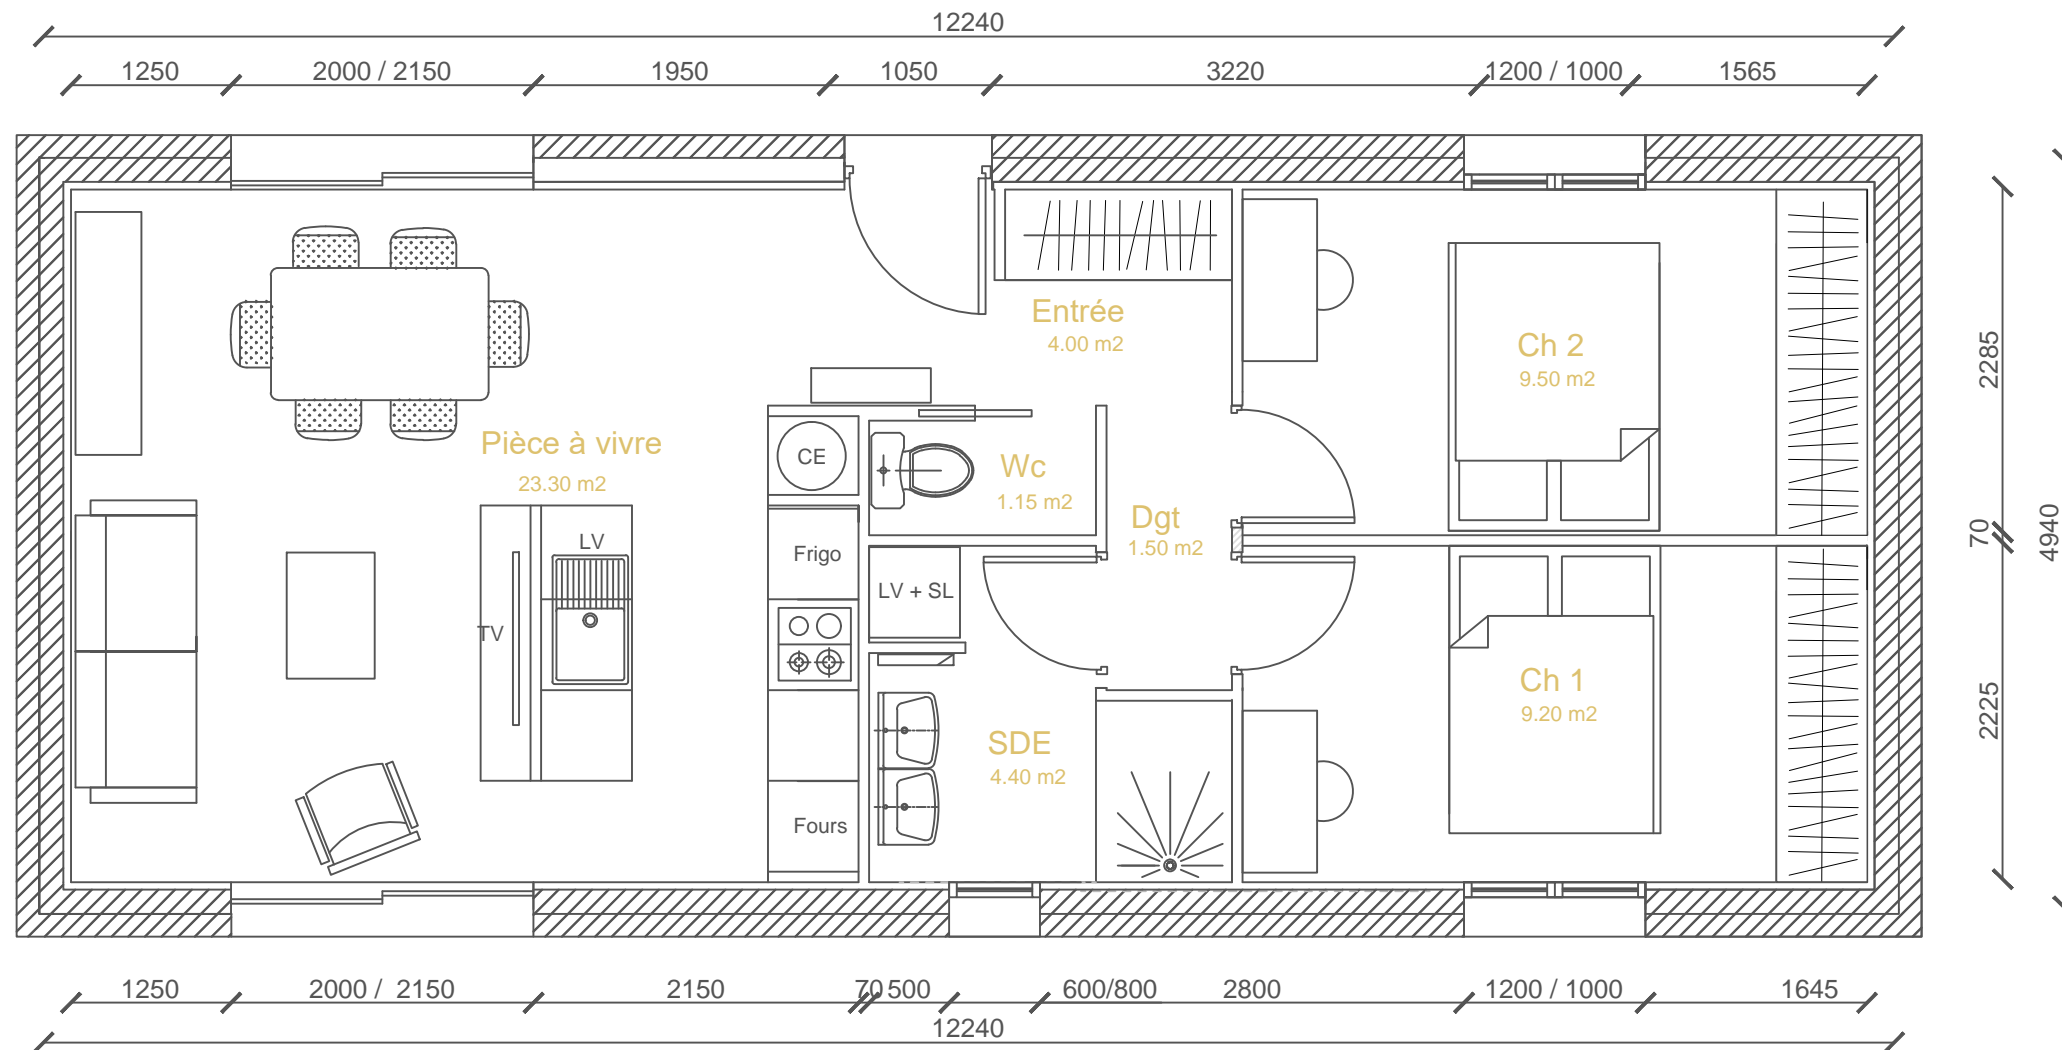 12240
1250
2000 / 2150
1950
1050
3220
1200 / 1000
1565
Entrée
4.00 m2
Ch 2
9.50 m2
2285
Pièce à vivre
23.30 m2
CE
Wc
1.15 m2
Dgt
1.50 m2
70
4940
LV
Frigo
LV + SL
TV
Ch 1
9.20 m2
2225
SDE
4.40 m2
Fours
1250
2000 / 2150
2150
70
500
600/800
2800
1200 / 1000
1645
12240